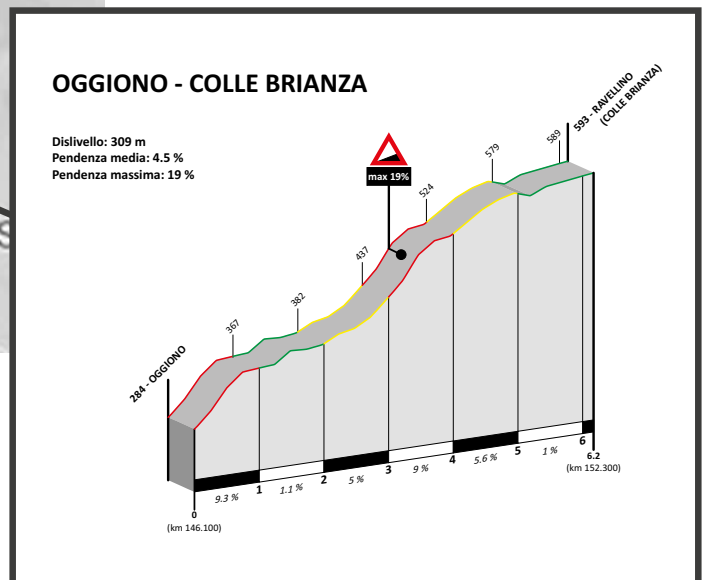 OGGIONO - COLLE BRIANZA
Dislivello: 309 m
Pendenza media: 4.5 %
Pendenza massima: 19 %
max 19%
284 - OGGIONO
367
382
437
524
579
589
593 - RAVELLINO
(COLLE BRIANZA)
9.3 %
1.1 %
5 %
9 %
5.6 %
1 %
0
1
2
3
4
5
6
6.2
(km 146.100)
(km 152.300)